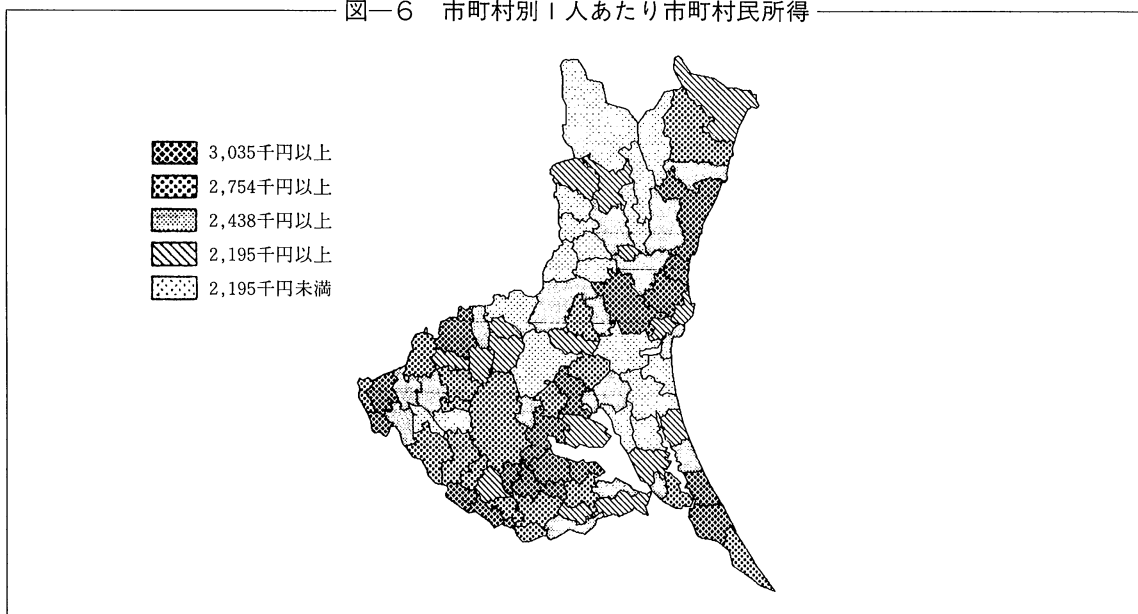 図―6 市町村別1人あたり市町村民所得
3,035千円以上
2,754千円以上
2,438千円以上
2,195千円以上
2,195千円未満